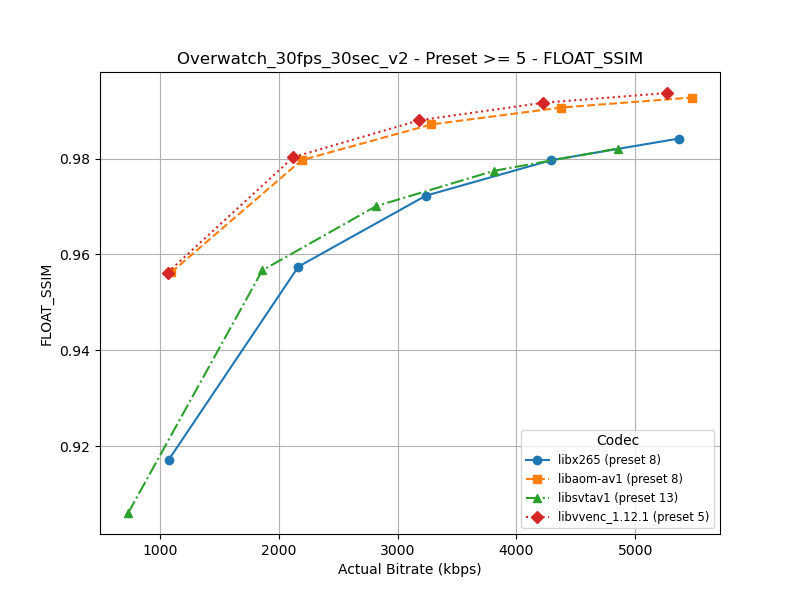 Overwatch_30fps_30sec_v2 - Preset >= 5 - FLOAT_SSIM
FLOAT_SSIM
0.98
0.96
0.94
0.92
Codec
libx265 (preset 8)
libaom-av1 (preset 8)
libsvtav1 (preset 13)
libvvenc_1.12.1 (preset 5)
1000 2000 3000 4000 5000
Actual Bitrate (kbps)